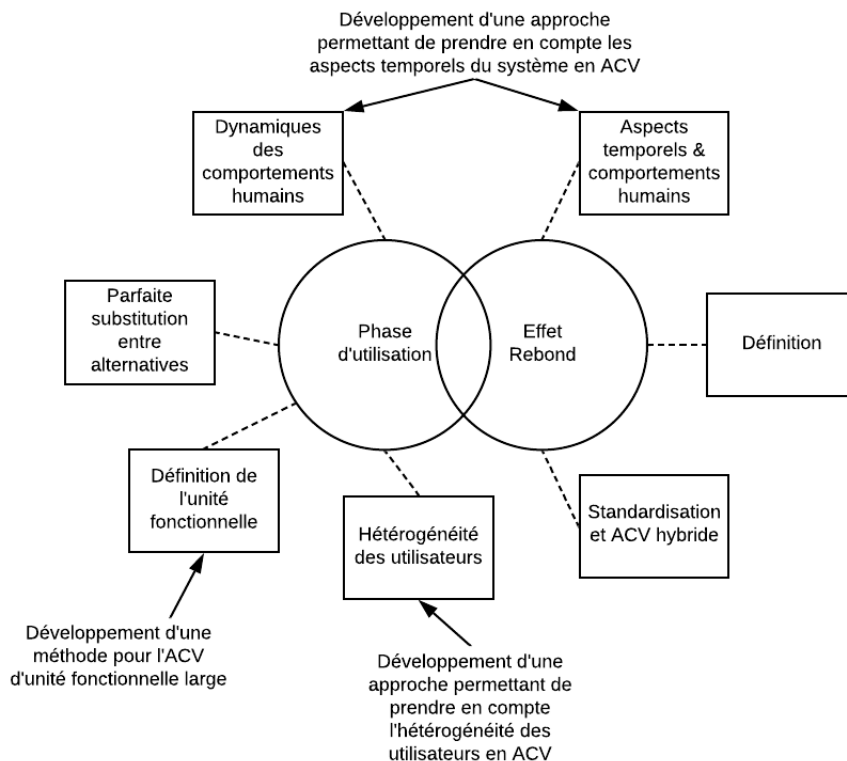 Développement d'une approche
permettant de prendre en compte les
aspects temporels du système en ACV
Dynamiques
des
comportements
humains
Aspects
temporels &
comportements
humains
Parfaite
substitution
entre
alternatives
Phase
d'utilisation
Effet
Rebond
Définition
Définition de
l'unité
fonctionnelle
Hétérogénéité
des utilisateurs
Standardisation
et ACV hybride
Développement d'une
méthode pour l'ACV
d'unité fonctionnelle large
Développement d'une
approche permettant de
prendre en compte
l'hétérogénéité des
utilisateurs en ACV